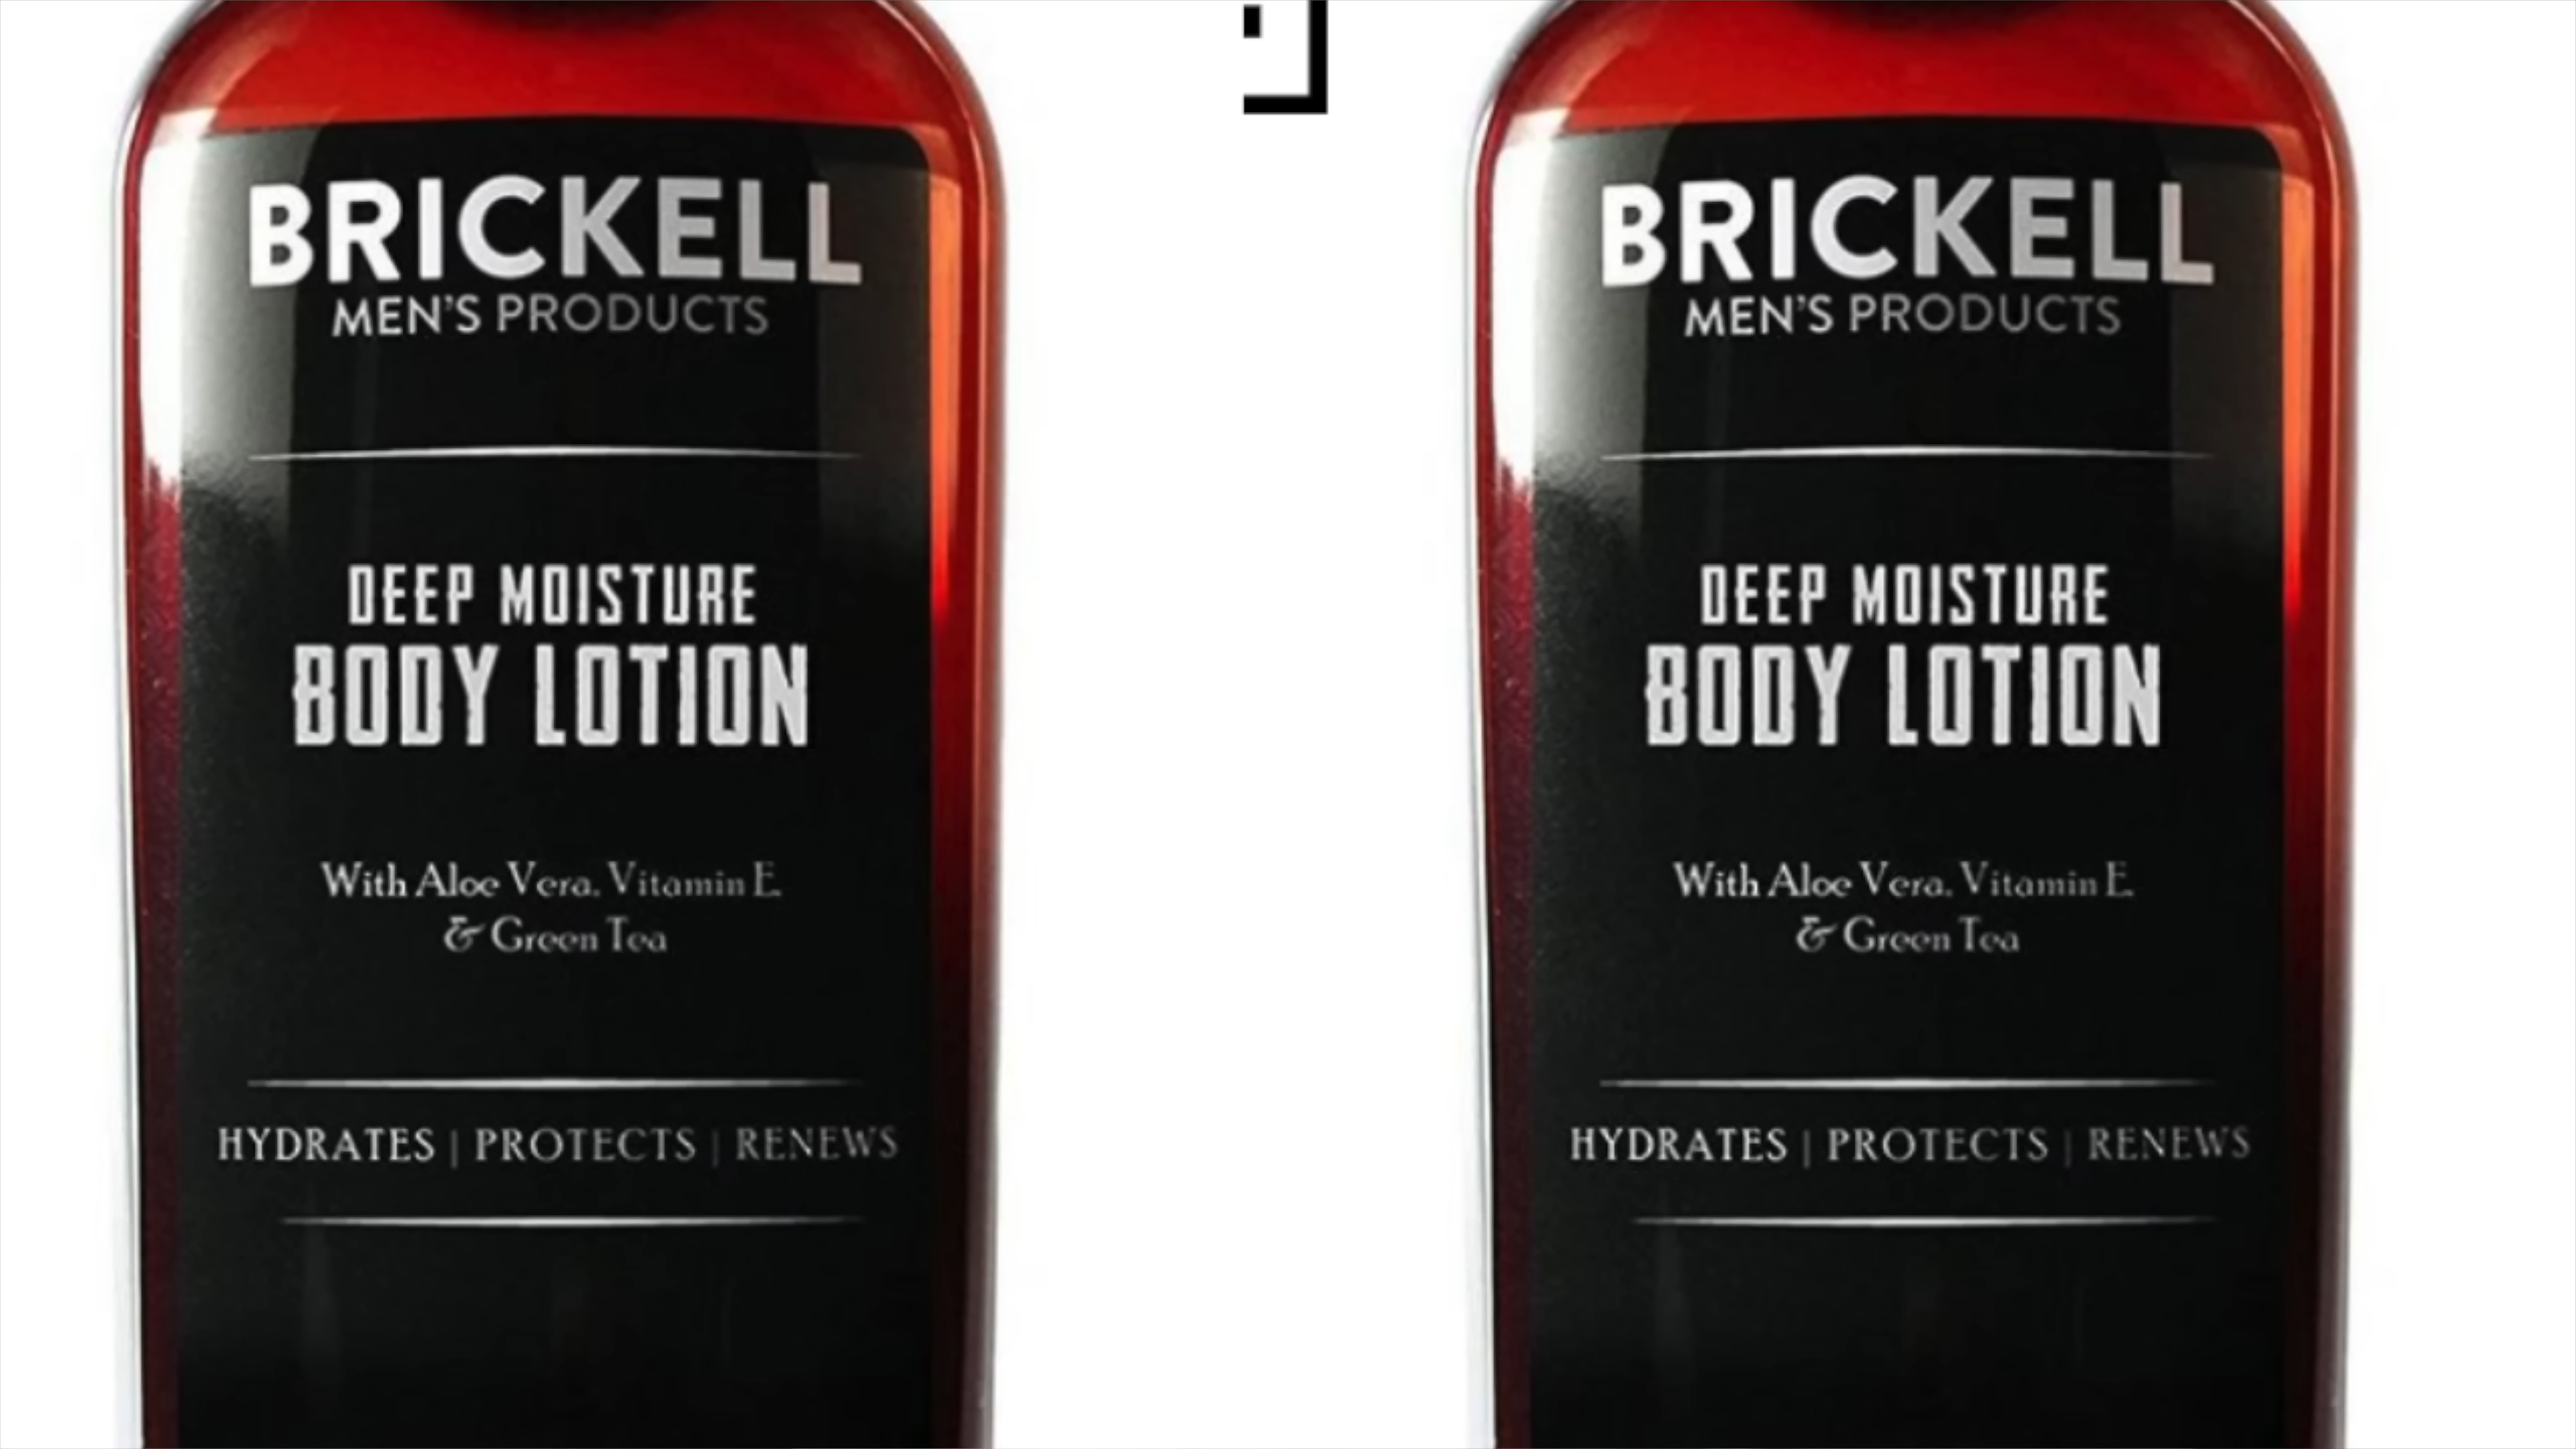 BRICKELL
MEN'S PRODUCTS
DEEP MOISTURE
BODY LOTION
With Aloe Vera, Vitamin E
& Green Tea
HYDRATES | PROTECTS | RENEWS
BRICKELL
MEN'S PRODUCTS
DEEP MOISTURE
BODY LOTION
With Aloe Vera, Vitamin E
& Green Tea
HYDRATES | PROTECTS | RENEWS